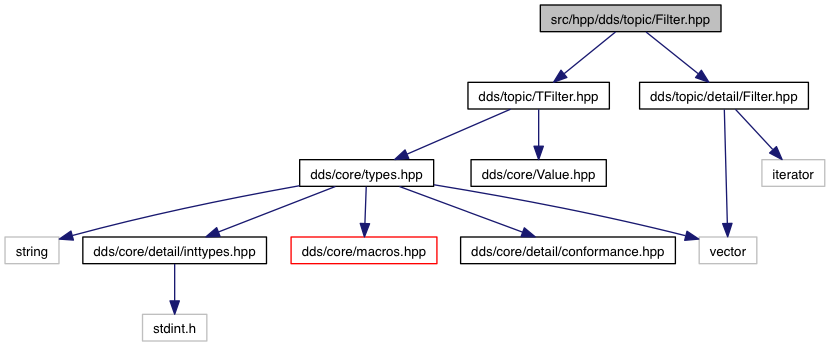 src/hpp/dds/topic/Filter.hpp
dds/topic/TFilter.hpp
dds/topic/detail/Filter.hpp
dds/core/types.hpp
dds/core/Value.hpp
iterator
string
dds/core/detail/inttypes.hpp
dds/core/macros.hpp
dds/core/detail/conformance.hpp
vector
stdint.h